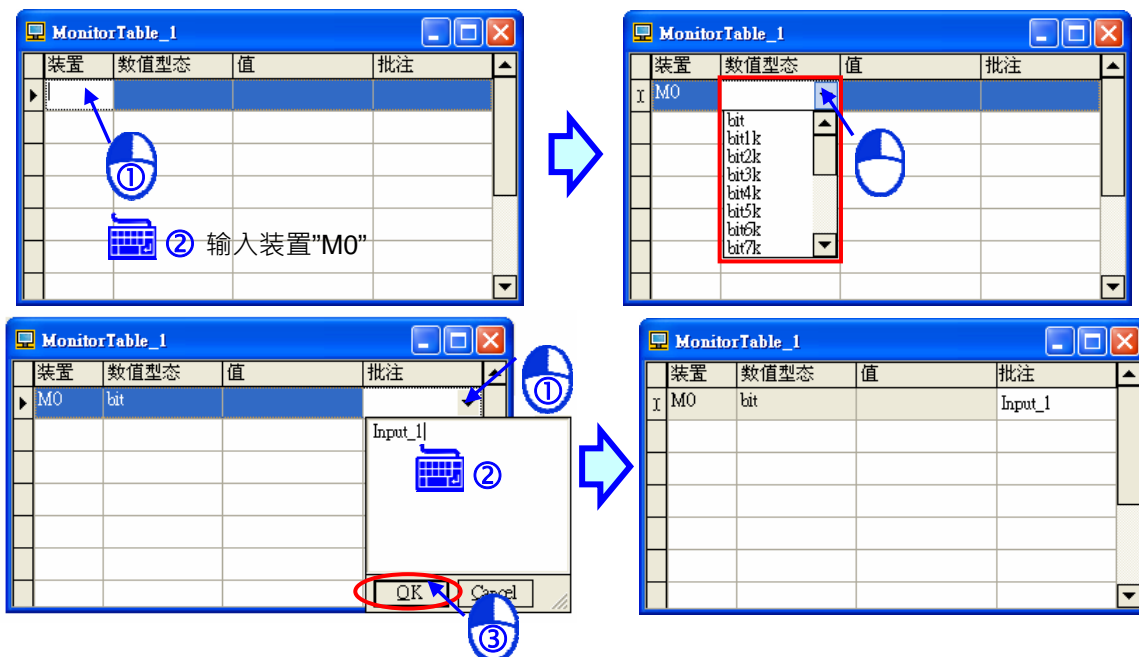 MonitorTable_1
装置 数值型态 值 批注
①
② 输入装置"M0"
MonitorTable_1
装置 数值型态 值 批注
M0
bit
bit1k
bit2k
bit3k
bit4k
bit5k
bit6k
bit7k
MonitorTable_1
装置 数值型态 值 批注
M0 bit
①
Input_1
②
OK Cancel
③
MonitorTable_1
装置 数值型态 值 批注
M0 bit Input_1